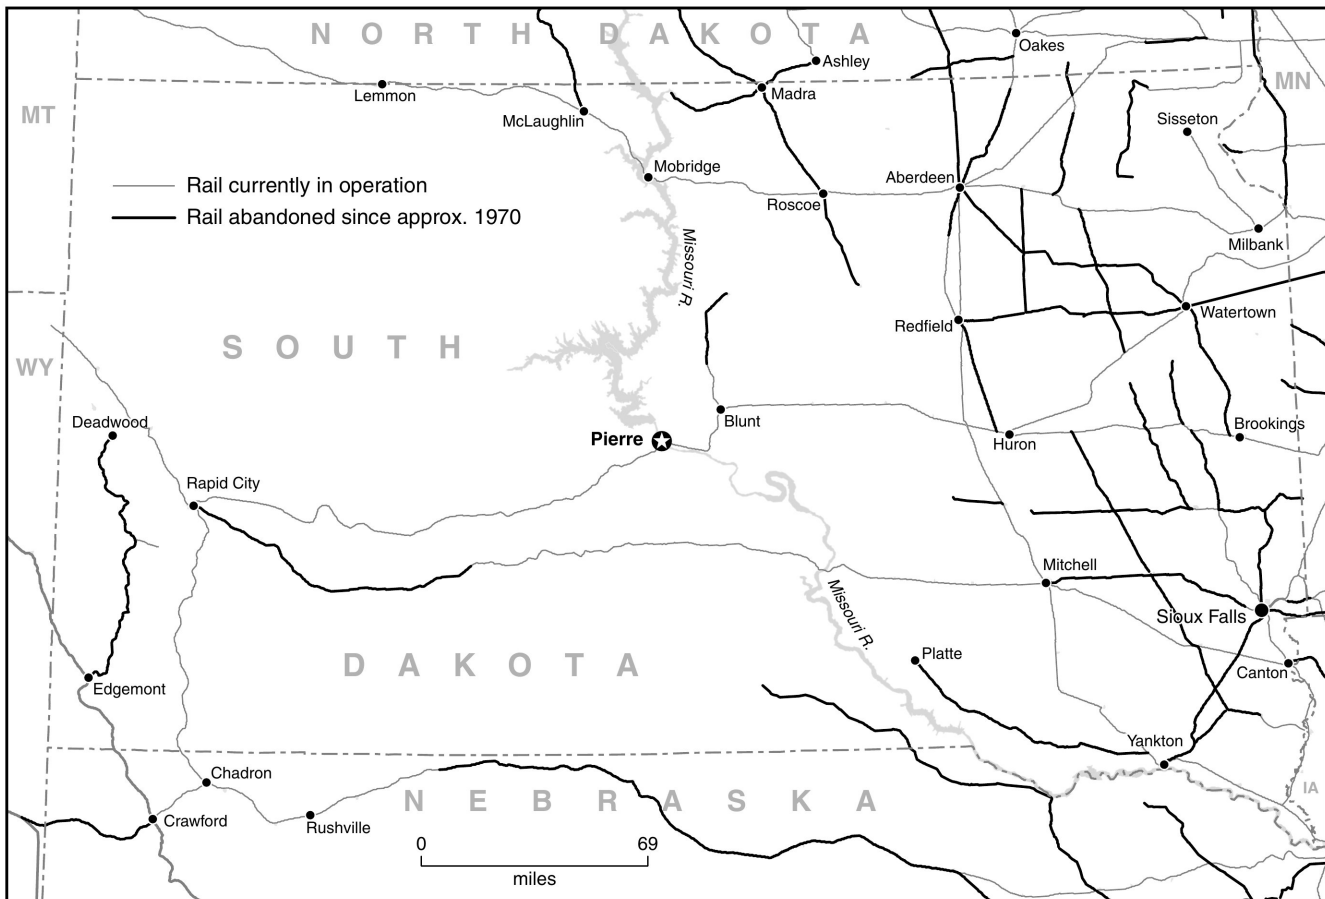 NORTH DAKOTA
Oakes
Ashley
MN
Lemmon
Madra
MT
McLaughlin
Sisseton
Mobridge
Aberdeen
Rail currently in operation
Roscoe
Rail abandoned since approx. 1970
Milbank
Missouri R.
Watertown
Redfield
SOUTH
WY
Deadwood
Blunt
Brookings
Pierre
Huron
Rapid City
Mitchell
Missouri R.
Sioux Falls
Platte
DAKOTA
Canton
Edgemont
Yankton
Chadron
IA
NEBRASKA
Crawford
Rushville
0 69
miles